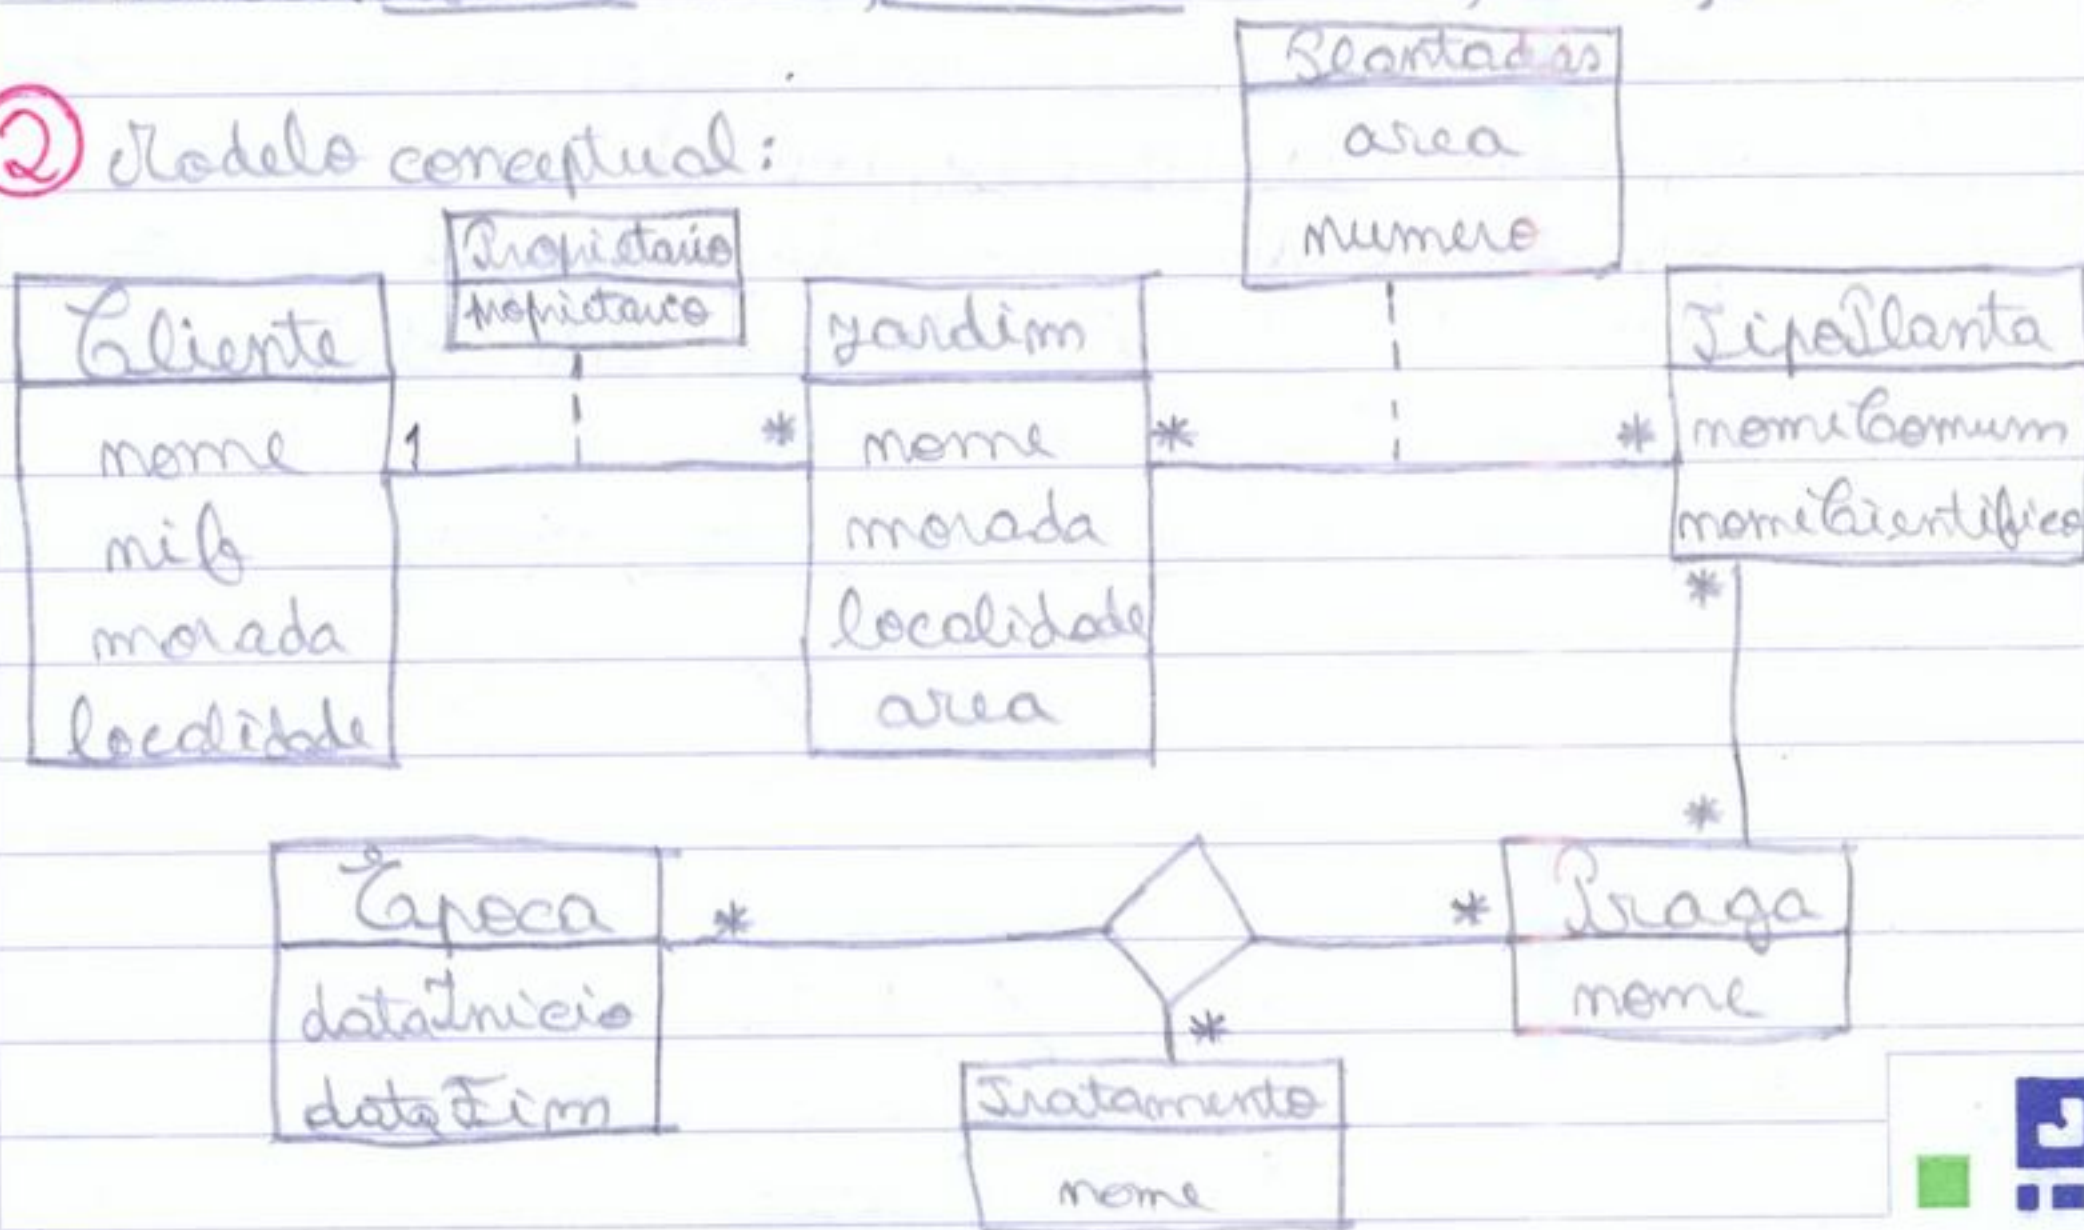 ② Modelo conceptual:
Plantadas
area
numero
Propietario
proprietario
Cliente
nome
nif
morada
localidade
1
*
Jardim
nome
morada
localidade
area
*
*
TipoPlanta
nomeComum
nomeCientifico
*
*
Epoca
dataInicio
dataFim
*
*
Praga
nome
*
Tratamento
nome